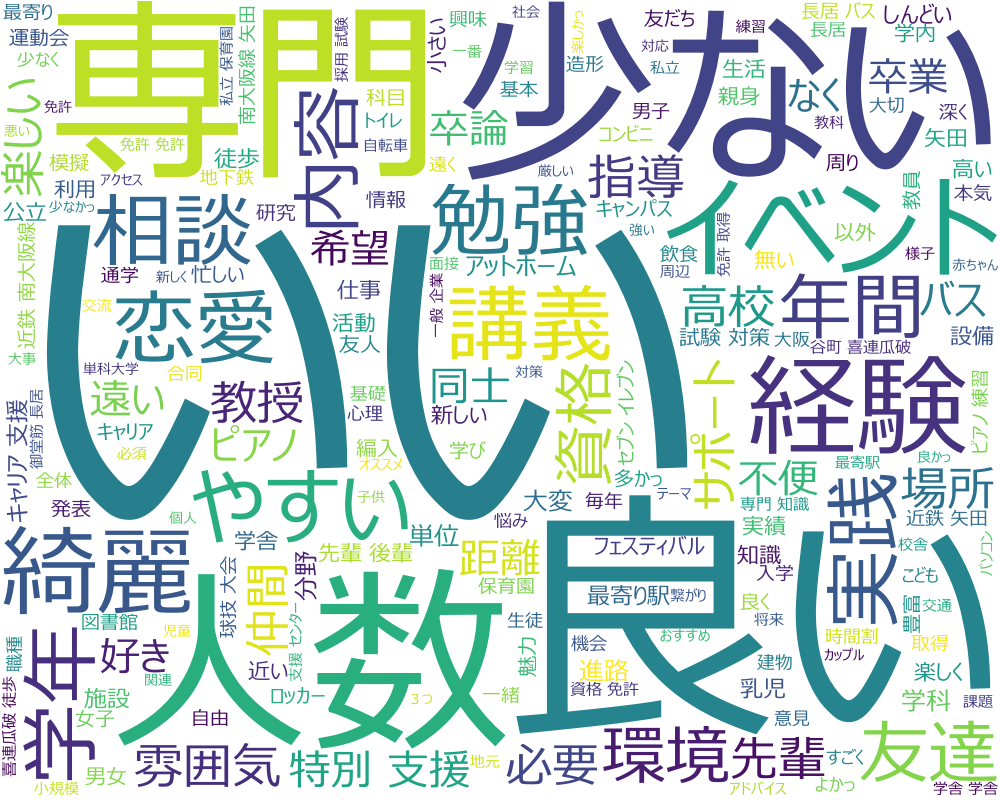 最寄り
運動会
少なく
楽しい
免許
悪い
模擬
免許 免許
アクセス
利用
地下鉄
公立
少なかっ
専門
徒歩
私立 保育園
南大阪線 矢田
内容
採用 試験
科目
トイレ
自転車
小さい
興味
一番
学習
基本
卒論
遠く
社会
楽しかっ
対応
造形
友だち
私立
男子
コンビニ
厳しい
少ない
練習
生活
親身
長居 バス
長居
しんどい
学内
卒業
なく
大切
教科
深く
矢田
周り
高い
本気
近鉄 南大阪線
通学
新しく
忙しい
相談
研究
情報
希望
面接
勉強
指導
キャンパス
強い
アットホーム
イベント
飲食
周辺
免許 取得
無い
以外
教員
様子
赤ちゃん
交流
大事
単科大学
恋愛
合同
仕事
活動
友人
一般 企業
講義
高校
試験 対策
大阪
年間
谷町 喜連瓜破
バス
設備
いい
遠い
キャリア
教授
ピアノ
基礎
心理
同士
新しい
対策
資格
セブン イレブン
サポート
経験
ピアノ 練習
キャリア 支援
御堂筋 長居
必須
全体
発表
個人
やすい
オススメ
子供
編入
学び
単位
悩み
大変
多かっ
毎年
テーマ
不便
専門 知識
実績
最寄駅
良かっ
実践
場所
近鉄 矢田
校舎
パソコン
綺麗
学舎
球技 大会
仲間
分野
先輩 後輩
距離
保育園
フェスティバル
最寄り駅
繋がり
知識
入学
良く
将来
良い
こども
豊富
交通
図書館
職種
児童
学年
好き
関連
施設
女子
男女
喜連瓜破 徒歩
小規模
近い
支援 センター
ロッカー
自由
人数
3つ
一緒
地元
生徒
魅力
機会
進路
おすすめ
資格 免許
建物
乳児
意見
時間割
カップル
取得
楽しく
学科
課題
雰囲気
特別 支援
必要
環境
先輩
アドバイス
すごく
よかっ
友達
学舎 学舎